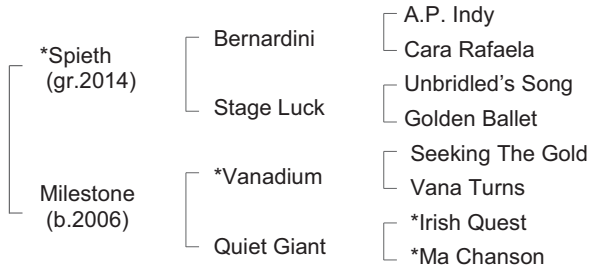 *Spieth
(gr.2014)
Milestone
(b.2006)
Bernardini
Stage Luck
*Vanadium
Quiet Giant
A.P. Indy
Cara Rafaela
Unbridled’s Song
Golden Ballet
Seeking The Gold
Vana Turns
*Irish Quest
*Ma Chanson